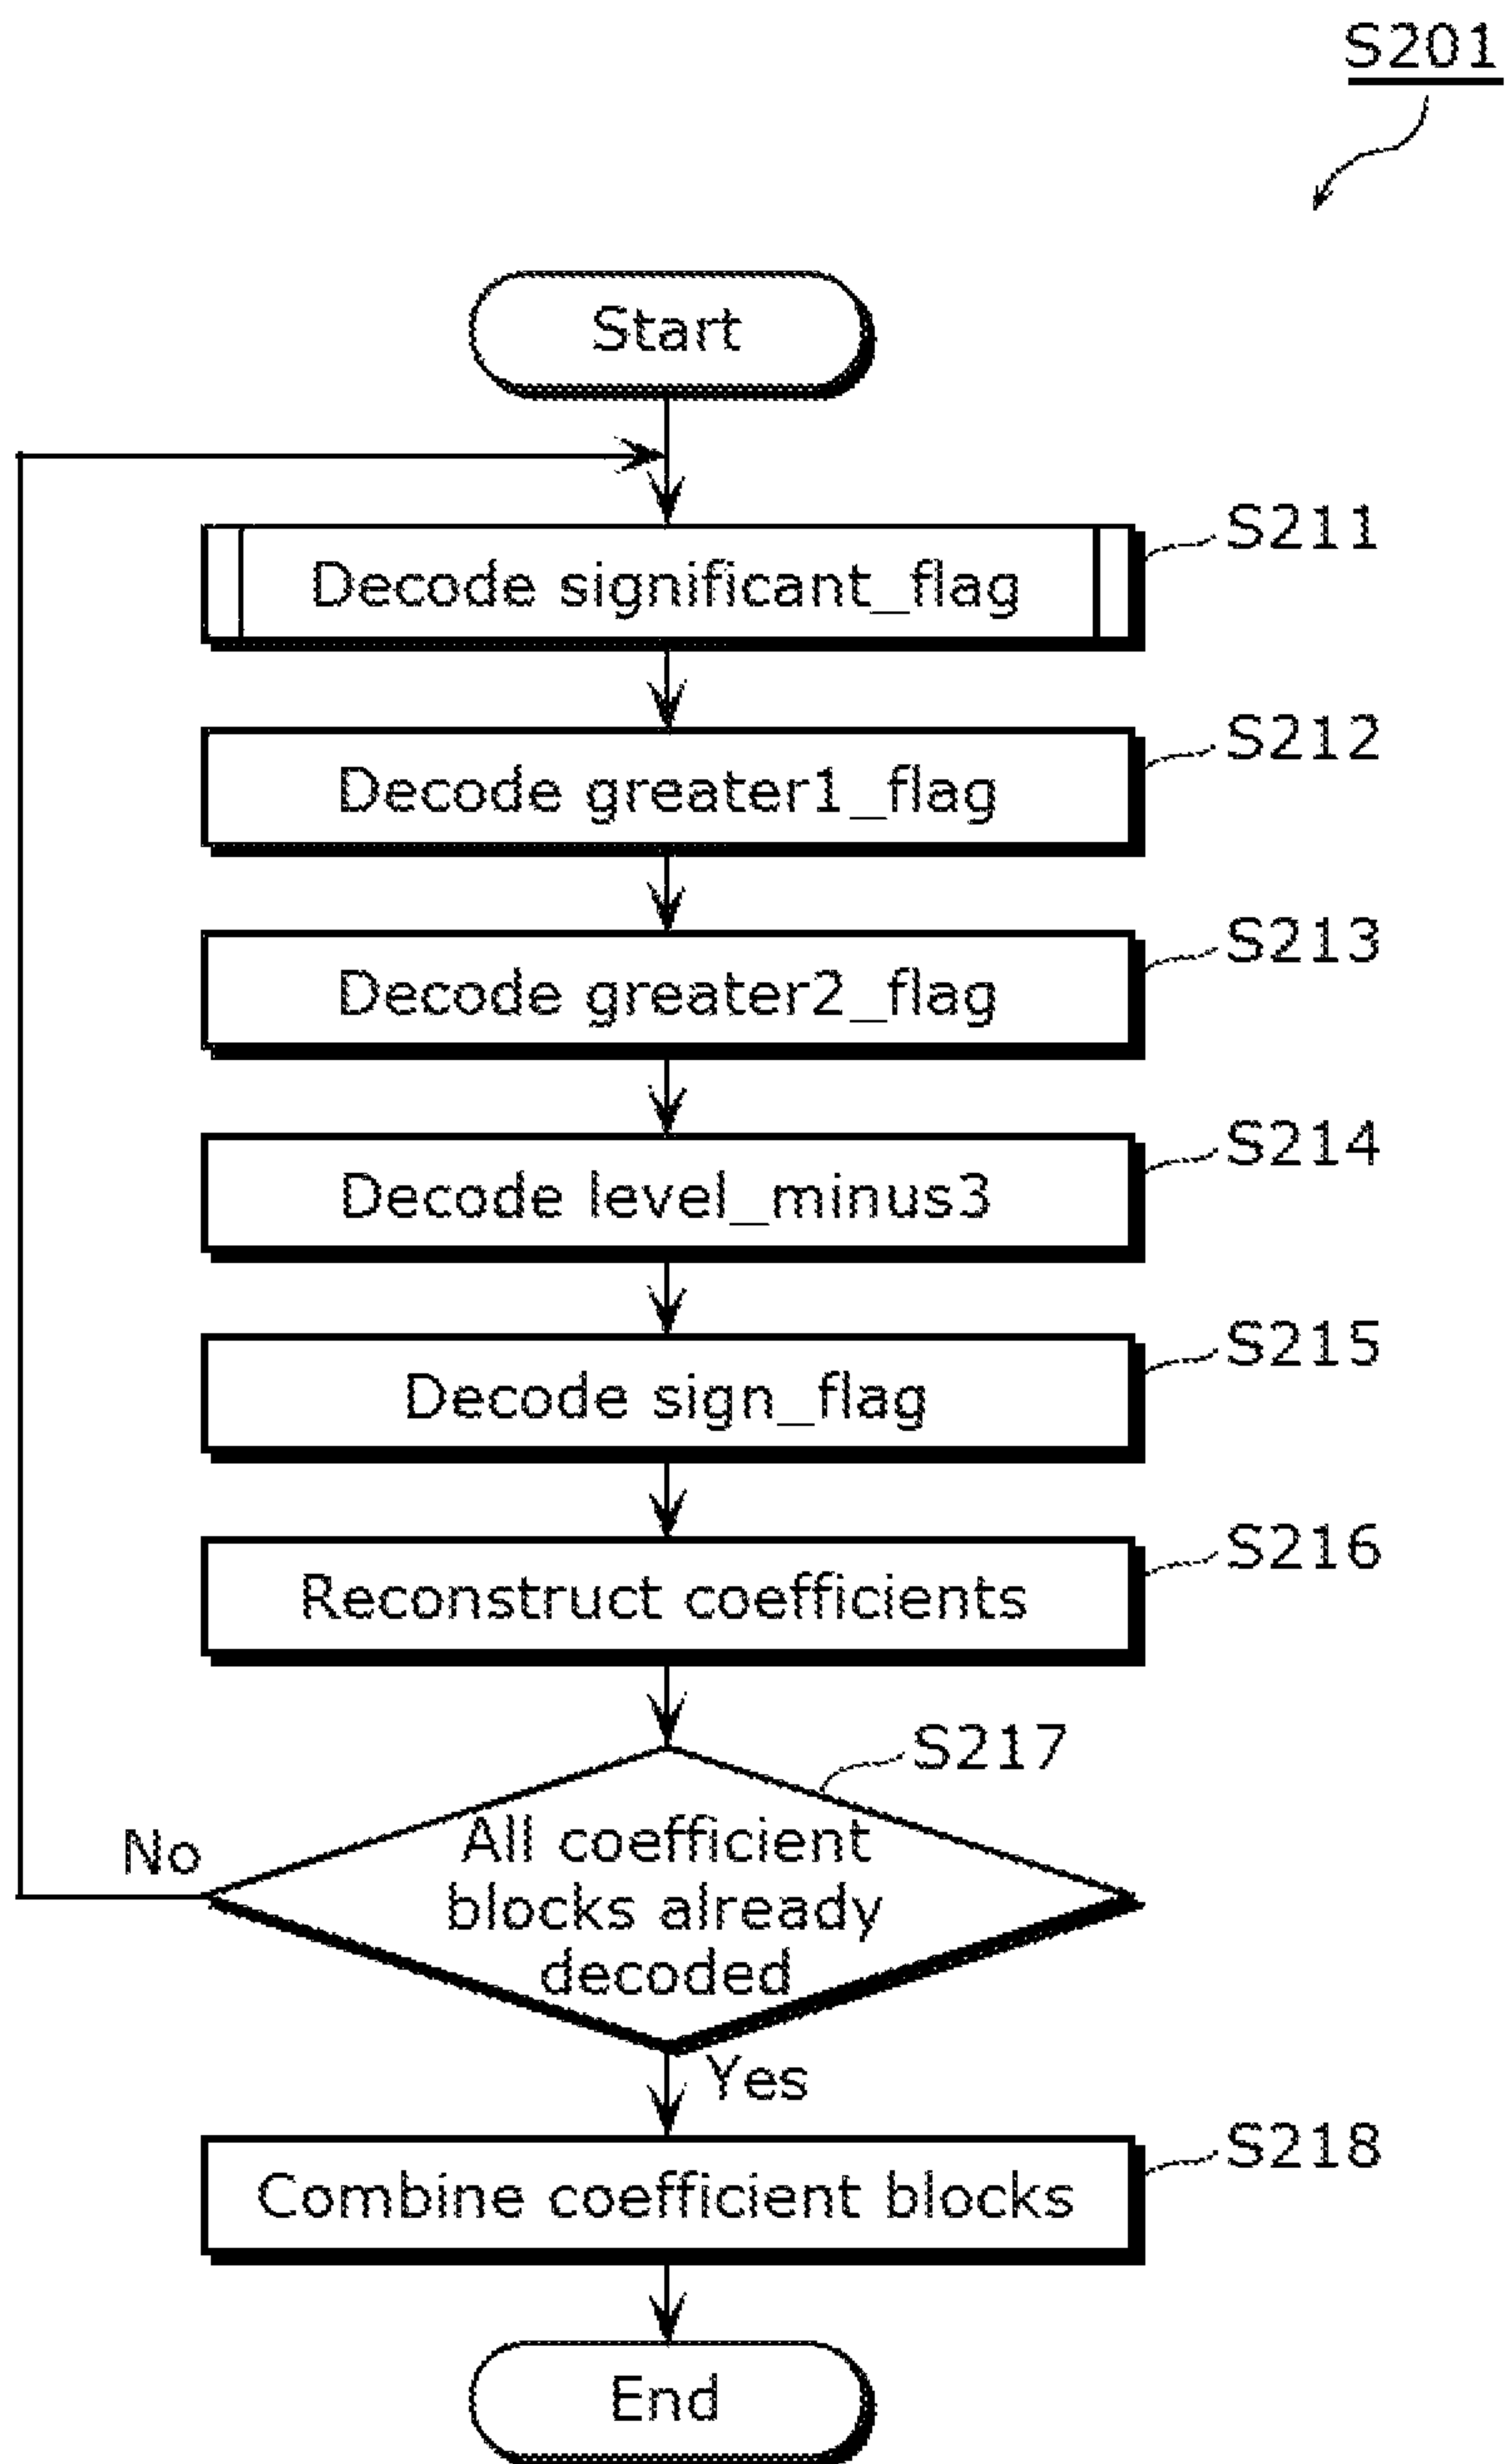 S201
Start
Decode significant_flag
S211
Decode greater1_flag
S212
Decode greater2_flag
S213
Decode level_minus3
S214
Decode sign_flag
S215
Reconstruct coefficients
S216
S217
All coefficient
blocks already
decoded
No
Yes
Combine coefficient blocks
S218
End